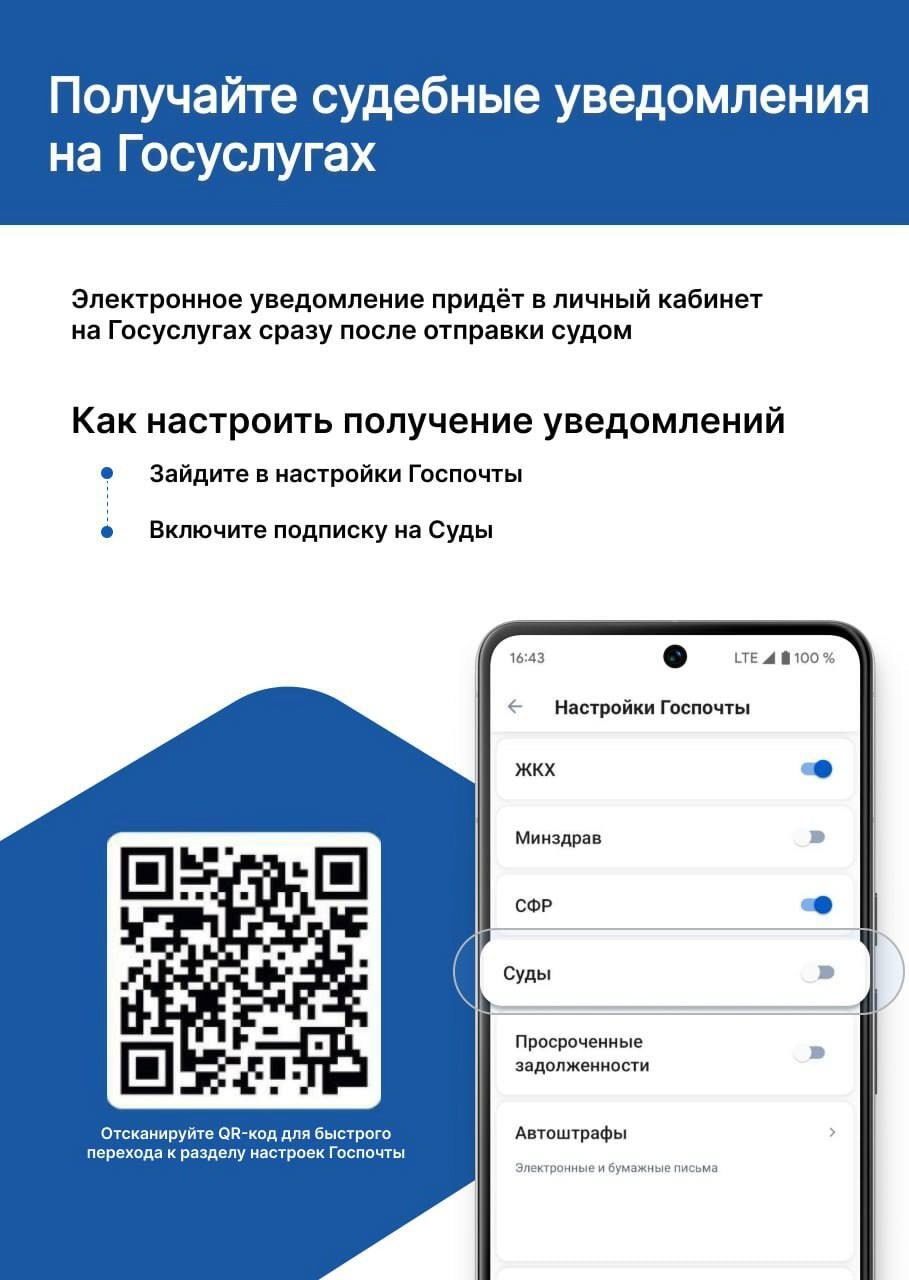 Получайте судебные уведомления
на Госуслугах
Электронное уведомление придёт в личный кабинет
на Госуслугах сразу после отправки судом
Как настроить получение уведомлений
Зайдите в настройки Госпочты
Включите подписку на Суды
16:43
LTE 100 %
Настройки Госпочты
ЖКХ
Минздрав
СФР
Суды
Просроченные
задолженности
Автоштрафы
Электронные и бумажные письма
Отсканируйте QR-код для быстрого
перехода к разделу настроек Госпочты